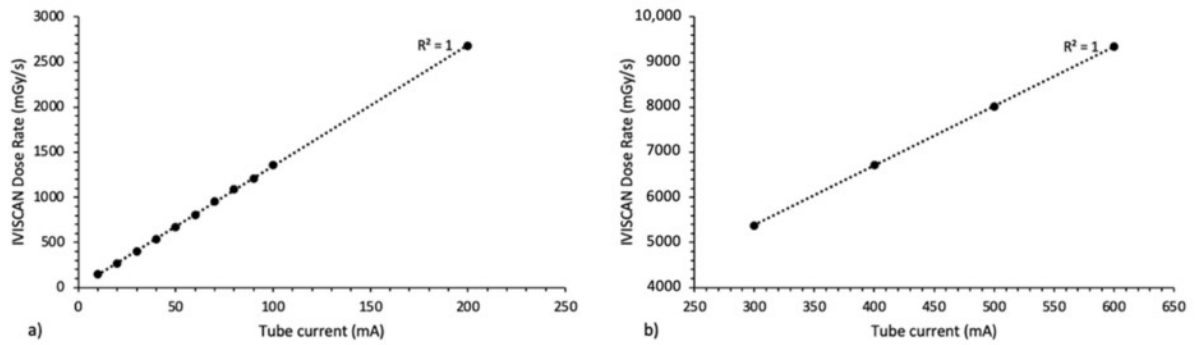 3000
2500
2000
1500
1000
500
0
IVISCAN Dose Rate (mGy/s)
R² = 1
0 50 100 150 200 250
Tube current (mA)
a)
10,000
9000
8000
7000
6000
5000
4000
IVISCAN Dose Rate (mGy/s)
R² = 1
250 300 350 400 450 500 550 600 650
Tube current (mA)
b)